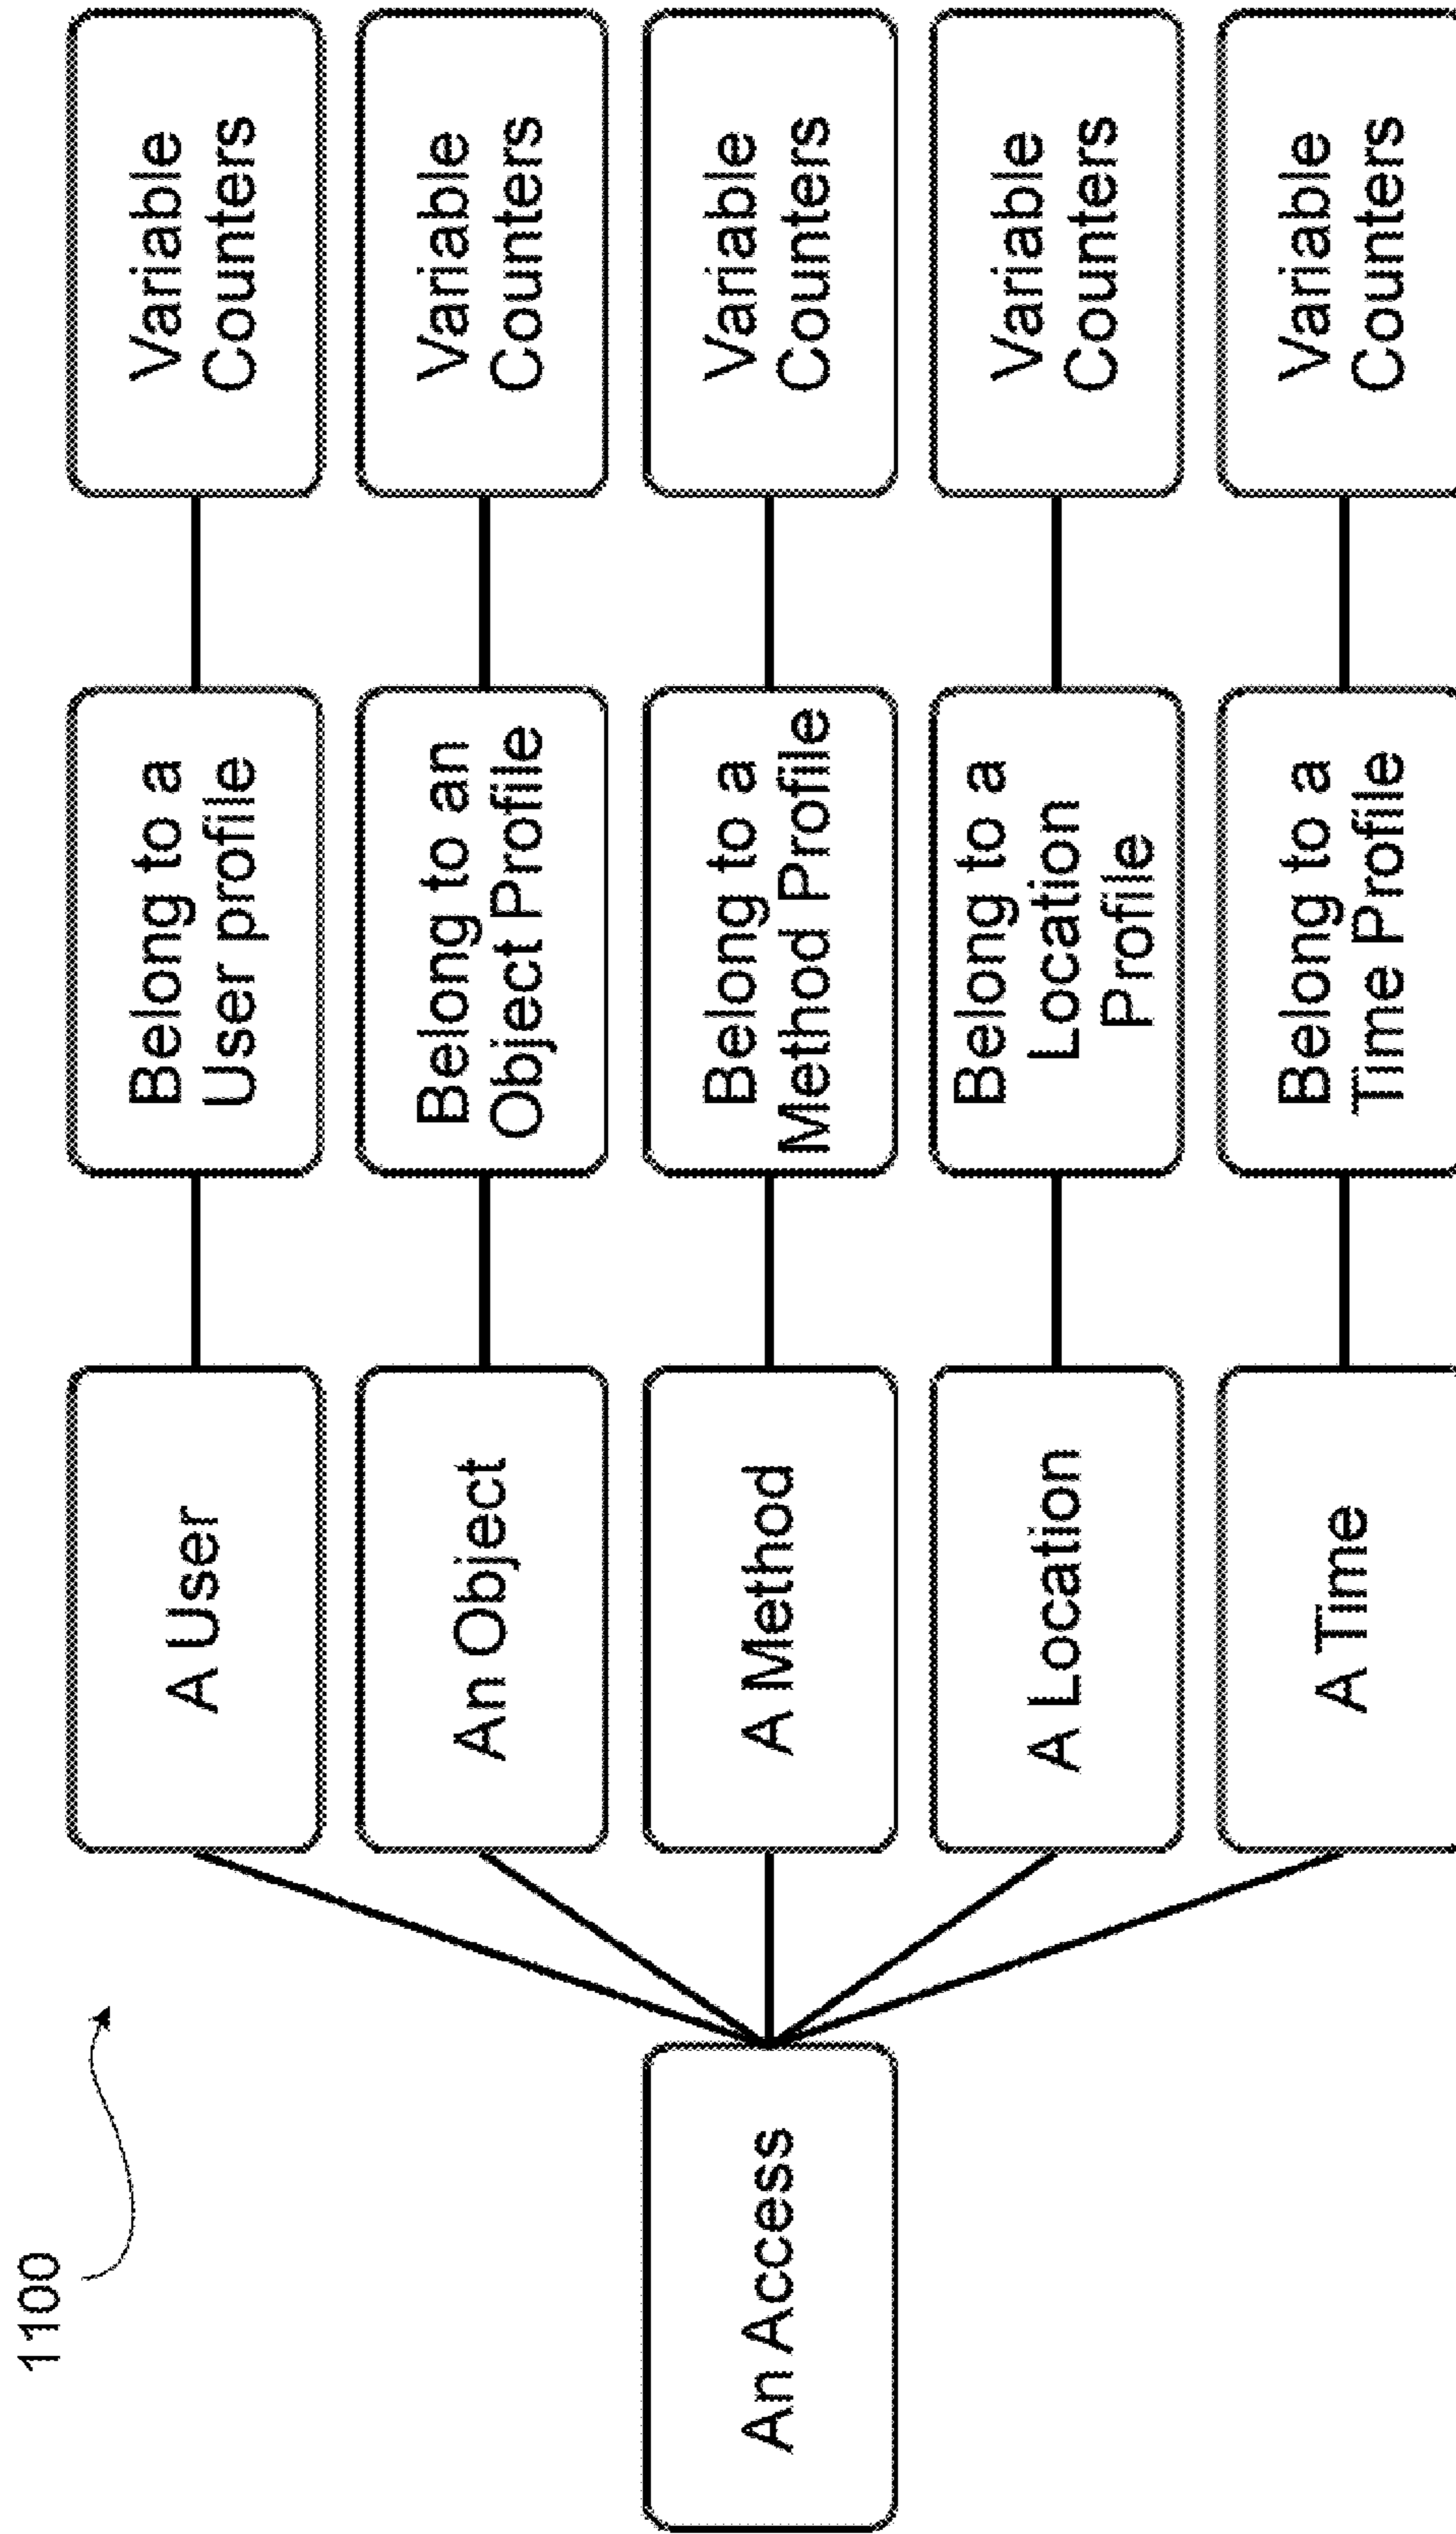 1100
An Access
A User
Belong to a
User profile
Variable
Counters
An Object
Belong to an
Object Profile
Variable
Counters
A Method
Belong to a
Method Profile
Variable
Counters
A Location
Belong to a
Location
Profile
Variable
Counters
A Time
Belong to a
Time Profile
Variable
Counters